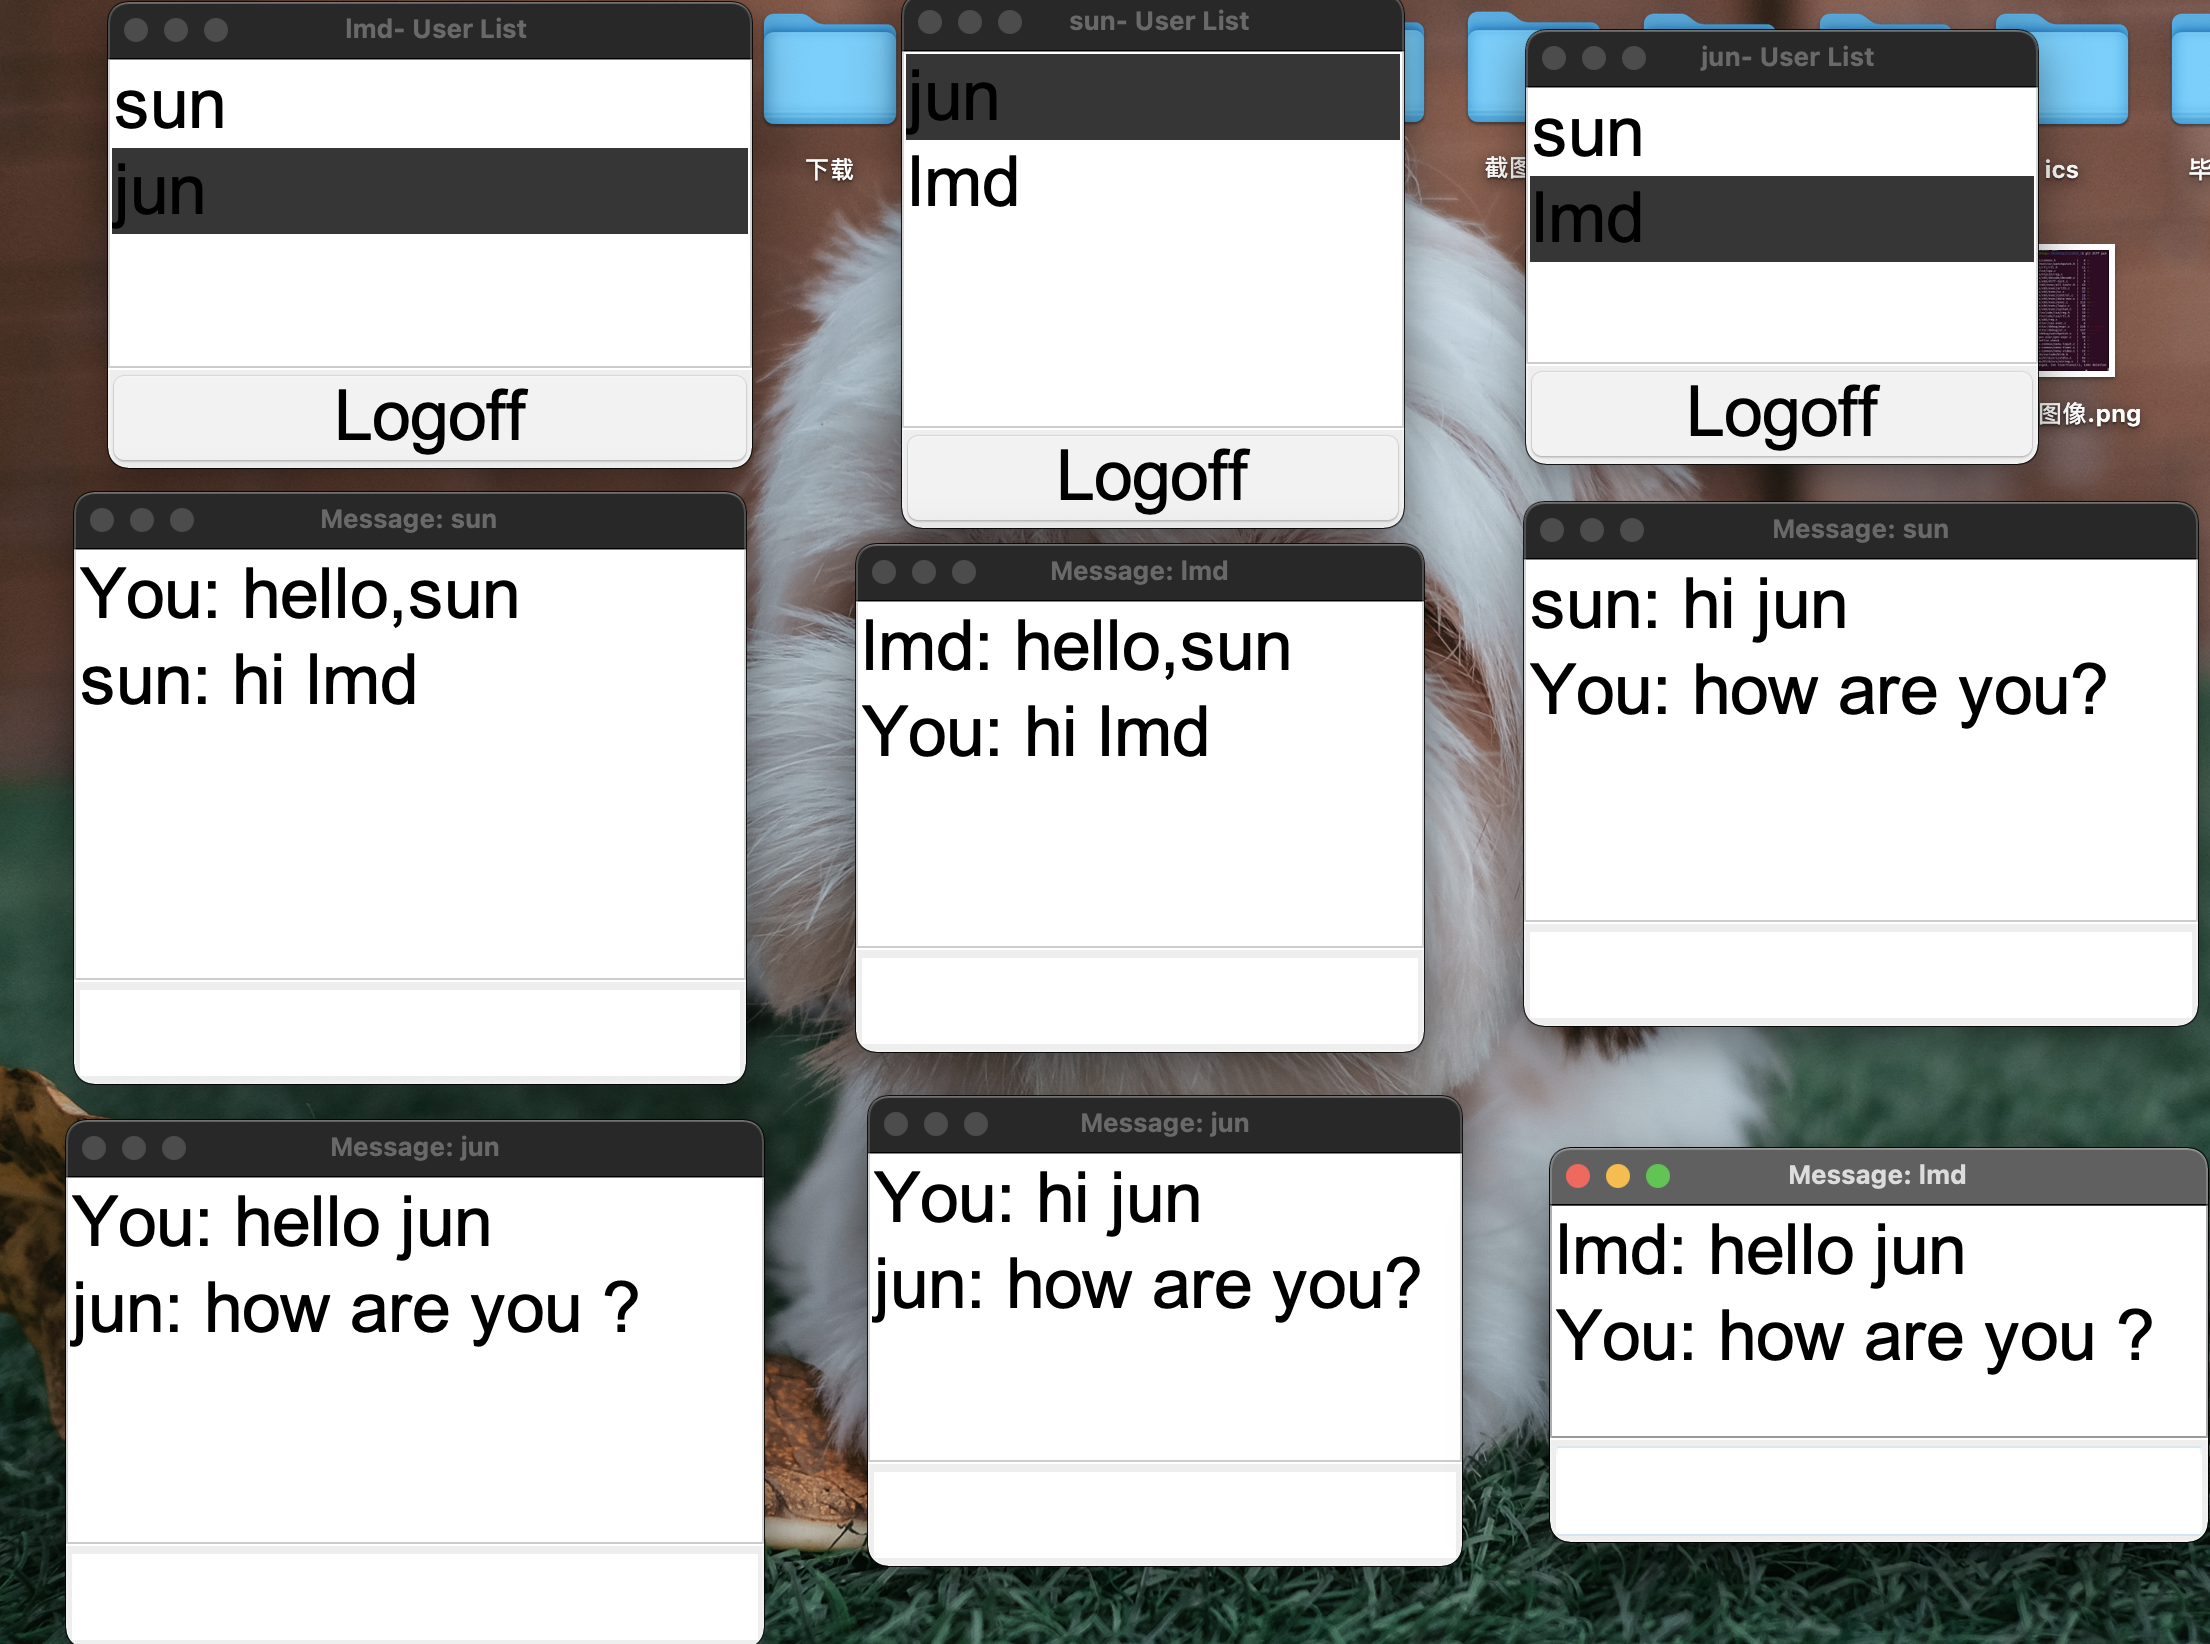 lmd- User List
sun
jun
Logoff
sun- User List
jun
lmd
Logoff
jun- User List
sun
lmd
Logoff
下载
截图
ics
毕
图像.png
Message: sun
You: hello,sun
sun: hi lmd
Message: lmd
lmd: hello,sun
You: hi lmd
Message: sun
sun: hi jun
You: how are you?
Message: jun
You: hello jun
jun: how are you ?
Message: jun
You: hi jun
jun: how are you?
Message: lmd
lmd: hello jun
You: how are you ?